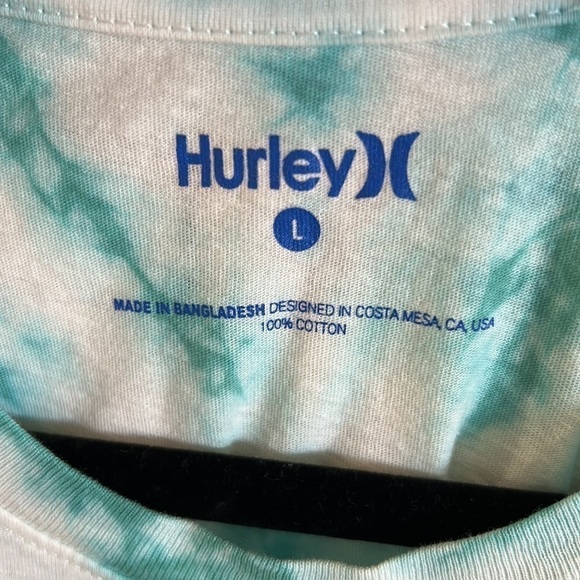 Hurley
L
MADE IN BANGLADESH DESIGNED IN COSTA MESA, CA, USA
100% COTTON